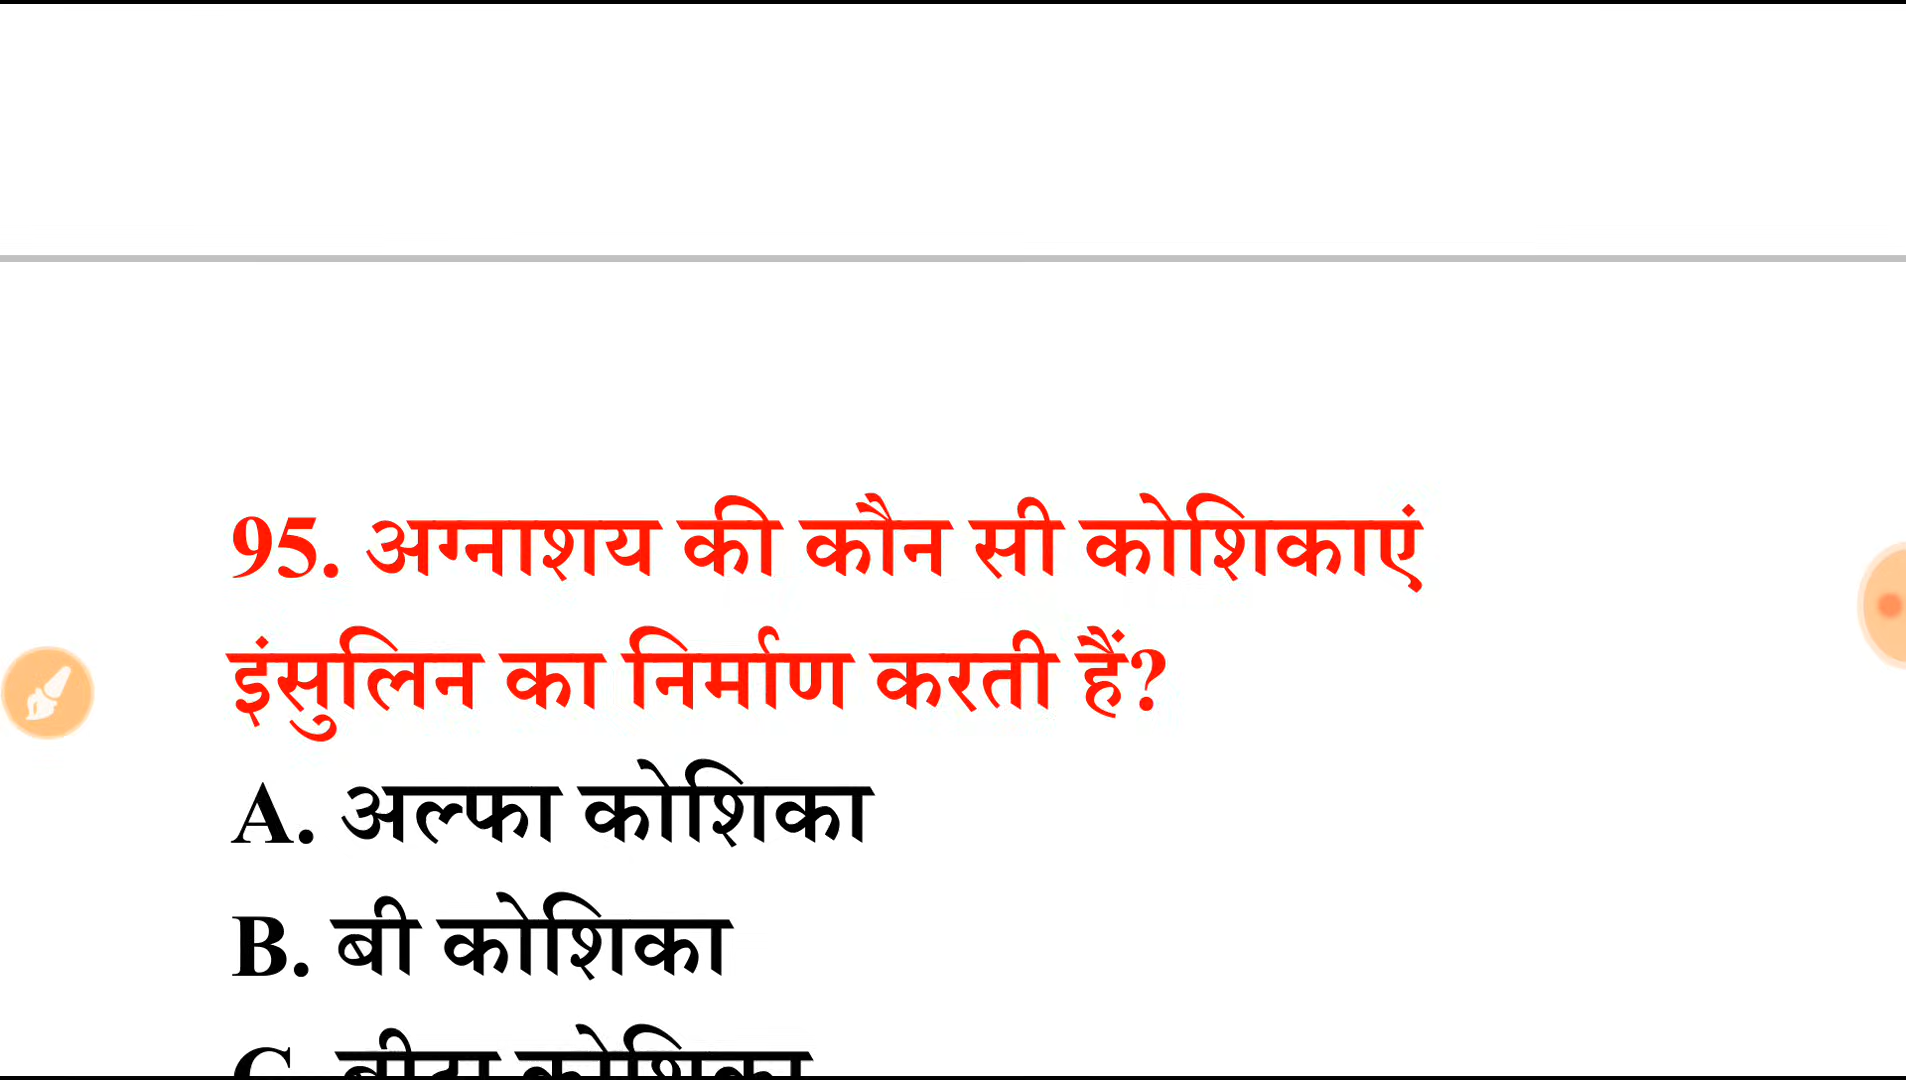 95. अग्नाशय की कौन सी कोशिकाएं
इंसुलिन का निर्माण करती हैं?
A. अल्फा कोशिका
B. बी कोशिका
C. बीटा कोशिका